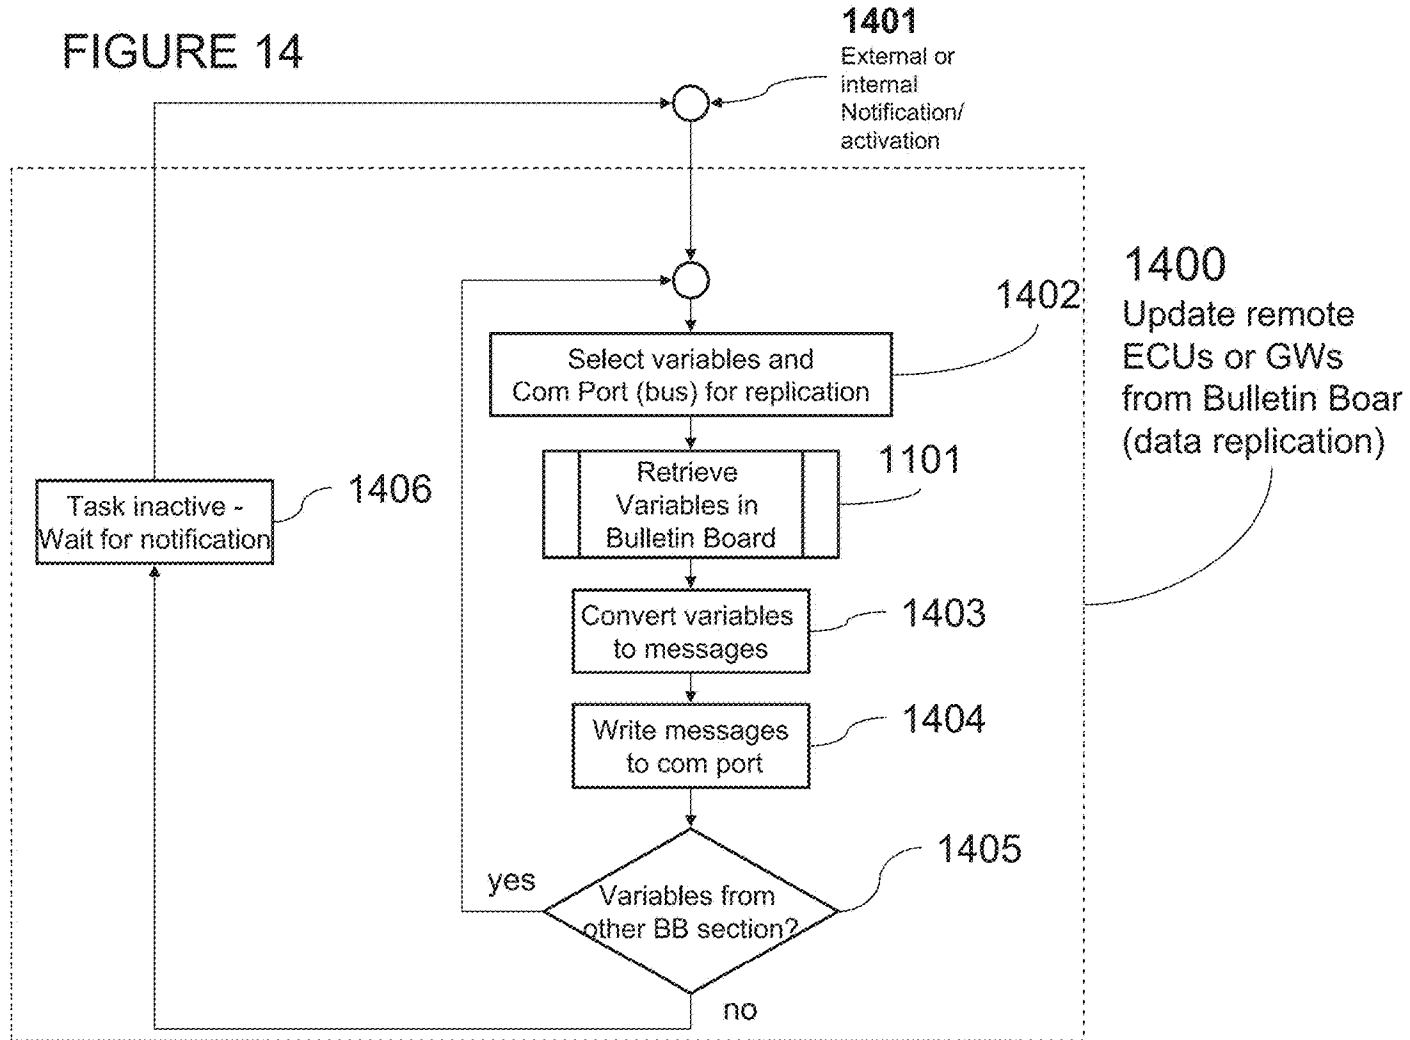 FIGURE 14
1401
External or
internal
Notification/
activation
1400
Update remote
ECUs or GWs
from Bulletin Boar
(data replication)
1402
Select variables and
Com Port (bus) for replication
1101
Retrieve
Variables in
Bulletin Board
1406
Task inactive -
Wait for notification
1403
Convert variables
to messages
1404
Write messages
to com port
1405
yes
Variables from
other BB section?
no